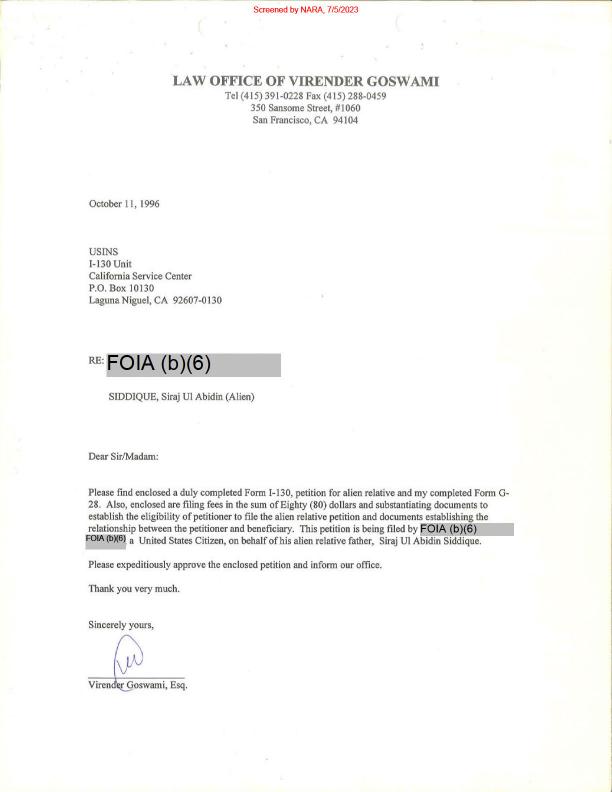 Screened by NARA, 7/5/2023
LAW OFFICE OF VIRENDER GOSWAMI
Tel (415) 391-0228 Fax (415) 288-0459
350 Sansome Street, #1060
San Francisco, CA 94104
October 11, 1996
USINS
I-130 Unit
California Service Center
P.O. Box 10130
Laguna Niguel, CA 92607-0130
RE: FOIA (b)(6)
SIDDIQUE, Siraj Ul Abidin (Alien)
Dear Sir/Madam:
Please find enclosed a duly completed Form I-130, petition for alien relative and my completed Form G-
28. Also, enclosed are filing fees in the sum of Eighty (80) dollars and substantiating documents to
establish the eligibility of petitioner to file the alien relative petition and documents establishing the
relationship between the petitioner and beneficiary. This petition is being filed by FOIA (b)(6)
FOIA (b)(6) a United States Citizen, on behalf of his alien relative father, Siraj Ul Abidin Siddique.
Please expeditiously approve the enclosed petition and inform our office.
Thank you very much.
Sincerely yours,
Virender Goswami, Esq.